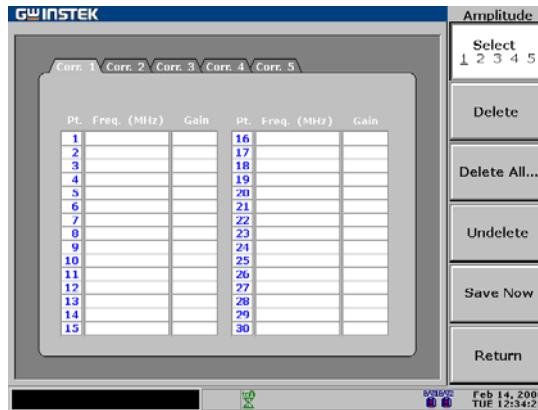 GWINSTEK
Amplitude
Select
1 2 3 4 5
Corr. 1 Corr. 2 Corr. 3 Corr. 4 Corr. 5
Delete
Pt. Freq. (MHz) Gain Pt. Freq. (MHz) Gain
1 16
2 17
3 18
4 19
5 20
6 21
7 22
8 23
9 24
10 25
11 26
12 27
13 28
14 29
15 30
Delete All...
Undelete
Save Now
Return
Feb 14, 200
TUE 12:34:2